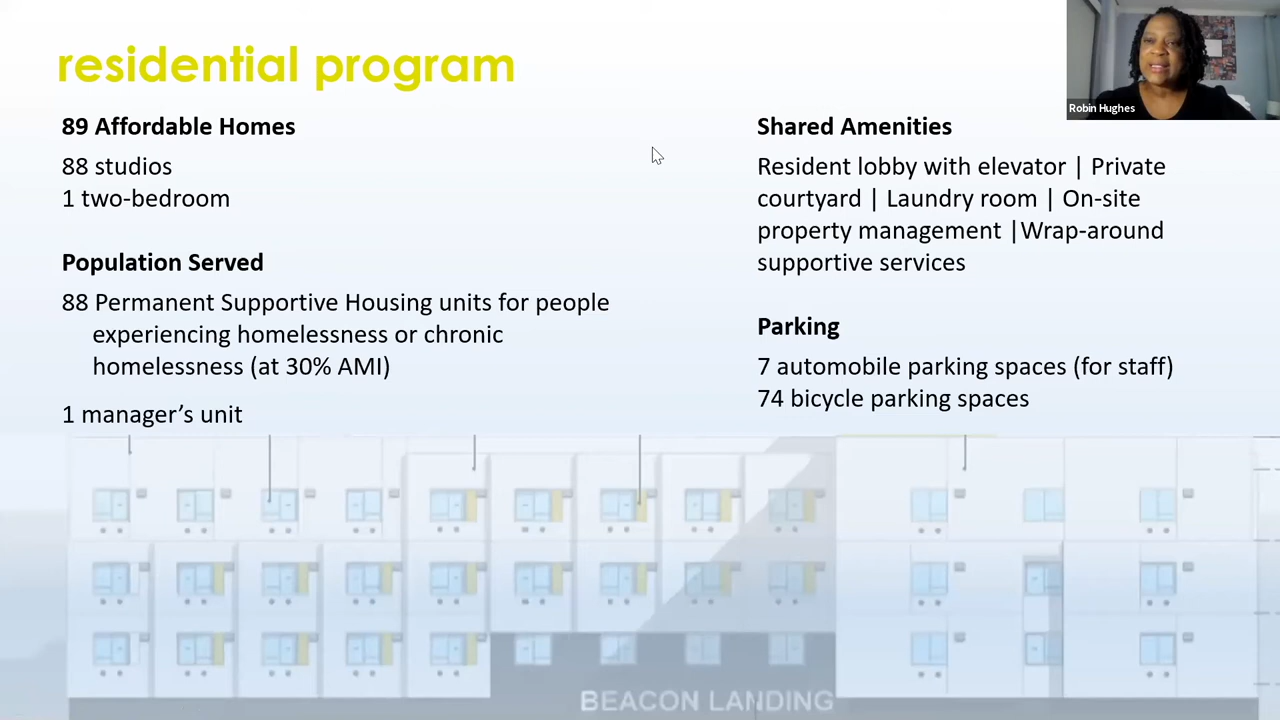 residential program
89 Affordable Homes
88 studios
1 two-bedroom
Population Served
88 Permanent Supportive Housing units for people
experiencing homelessness or chronic
homelessness (at 30% AMI)
1 manager’s unit
Shared Amenities
Resident lobby with elevator | Private
courtyard | Laundry room | On-site
property management |Wrap-around
supportive services
Parking
7 automobile parking spaces (for staff)
74 bicycle parking spaces
Robin Hughes
BEACON LANDING